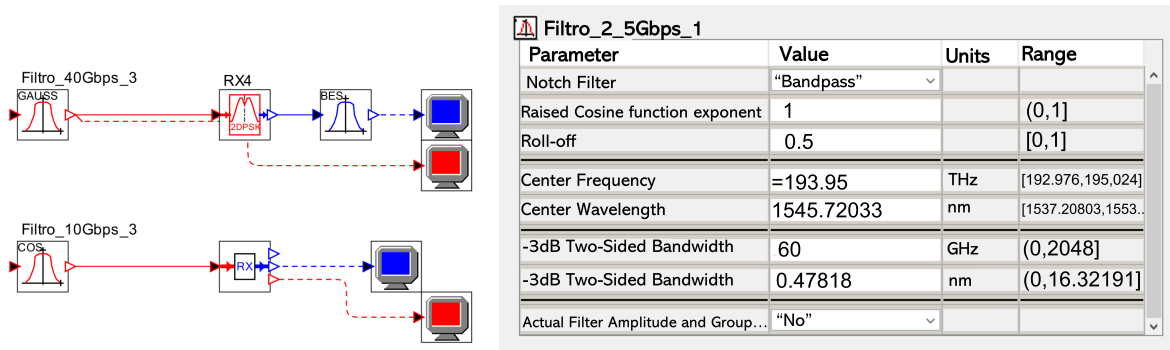 Filtro_40Gbps_3
GAUSS
RX4
2DPSK
BES
Filtro_10Gbps_3
COS
RX
Filtro_2_5Gbps_1
Parameter Value Units Range
Notch Filter "Bandpass"
Raised Cosine function exponent 1 (0,1]
Roll-off 0.5 [0,1]
Center Frequency =193.95 THz [192.976,195,024]
Center Wavelength 1545.72033 nm [1537.20803,1553..
-3dB Two-Sided Bandwidth 60 GHz (0,2048]
-3dB Two-Sided Bandwidth 0.47818 nm (0,16.32191]
Actual Filter Amplitude and Group... "No"